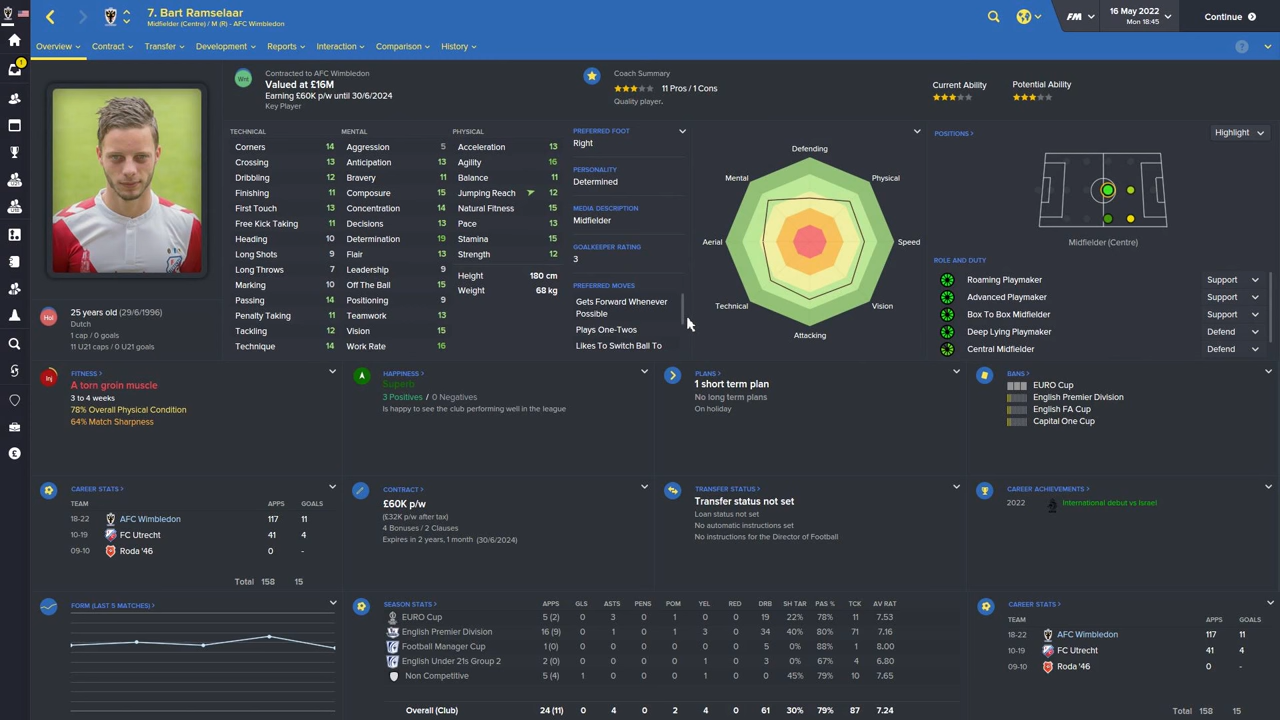 7. Bart Ramselaar
Midfielder (Centre) / M (R) - AFC Wimbledon
FM
16 May 2022
Mon 18:45
Continue
1
Overview Contract Transfer Development Reports Interaction Comparison History
?
Wnt
Contracted to AFC Wimbledon
Valued at £16M
Earning £60K p/w until 30/6/2024
Key Player
Coach Summary
11 Pros / 1 Cons
Quality player.
Current Ability
Potential Ability
TECHNICAL
Corners 14
Crossing 13
Dribbling 12
Finishing 11
First Touch 13
Free Kick Taking 11
Heading 10
Long Shots 9
Long Throws 7
Marking 10
Passing 14
Penalty Taking 11
Tackling 12
Technique 14
MENTAL
Aggression 5
Anticipation 13
Bravery 11
Composure 15
Concentration 14
Decisions 13
Determination 19
Flair 13
Leadership 9
Off The Ball 15
Positioning 9
Teamwork 13
Vision 15
Work Rate 16
PHYSICAL
Acceleration 13
Agility 16
Balance 11
Jumping Reach 12
Natural Fitness 15
Pace 13
Stamina 15
Strength 12
Height 180 cm
Weight 68 kg
PREFERRED FOOT
Right
PERSONALITY
Determined
MEDIA DESCRIPTION
Midfielder
GOALKEEPER RATING
3
PREFERRED MOVES
Gets Forward Whenever
Possible
Plays One-Twos
Likes To Switch Ball To
Defending
Mental
Physical
Aerial
Speed
Technical
Vision
Attacking
POSITIONS >
Highlight
Midfielder (Centre)
ROLE AND DUTY
Roaming Playmaker Support
Advanced Playmaker Support
Box To Box Midfielder Support
Deep Lying Playmaker Defend
Central Midfielder Defend
Hol
25 years old (29/6/1996)
Dutch
1 cap / 0 goals
11 U21 caps / 0 U21 goals
Inj
FITNESS >
A torn groin muscle
3 to 4 weeks
78% Overall Physical Condition
64% Match Sharpness
HAPPINESS >
Superb
3 Positives / 0 Negatives
Is happy to see the club performing well in the league
PLANS >
1 short term plan
No long term plans
On holiday
BANS >
EURO Cup
English Premier Division
English FA Cup
Capital One Cup
CAREER STATS >
TEAM APPS GOALS
18-22 AFC Wimbledon 117 11
10-19 FC Utrecht 41 4
09-10 Roda '46 0 -
Total 158 15
CONTRACT >
£60K p/w
(£32K p/w after tax)
4 Bonuses / 2 Clauses
Expires in 2 years, 1 month (30/6/2024)
TRANSFER STATUS >
Transfer status not set
Loan status not set
No automatic instructions set
No instructions for the Director of Football
CAREER ACHIEVEMENTS >
2022 International debut vs Israel
FORM (LAST 5 MATCHES) >
SEASON STATS > APPS GLS ASTS PENS POM YEL RED DRB SH TAR PAS % TCK AV RAT
EURO Cup 5 (2) 0 3 0 1 0 0 19 22% 78% 11 7.53
English Premier Division 16 (9) 0 1 0 1 3 0 34 40% 80% 71 7.16
Football Manager Cup 1 (0) 0 0 0 0 0 0 5 0% 88% 1 8.00
English Under 21s Group 2 2 (0) 0 0 0 0 1 0 3 0% 67% 4 6.80
Non Competitive 5 (4) 1 0 0 0 1 0 0 45% 79% 10 7.65
Overall (Club) 24 (11) 0 4 0 2 4 0 61 30% 79% 87 7.24
CAREER STATS >
TEAM APPS GOALS
18-22 AFC Wimbledon 117 11
10-19 FC Utrecht 41 4
09-10 Roda '46 0 -
Total 158 15